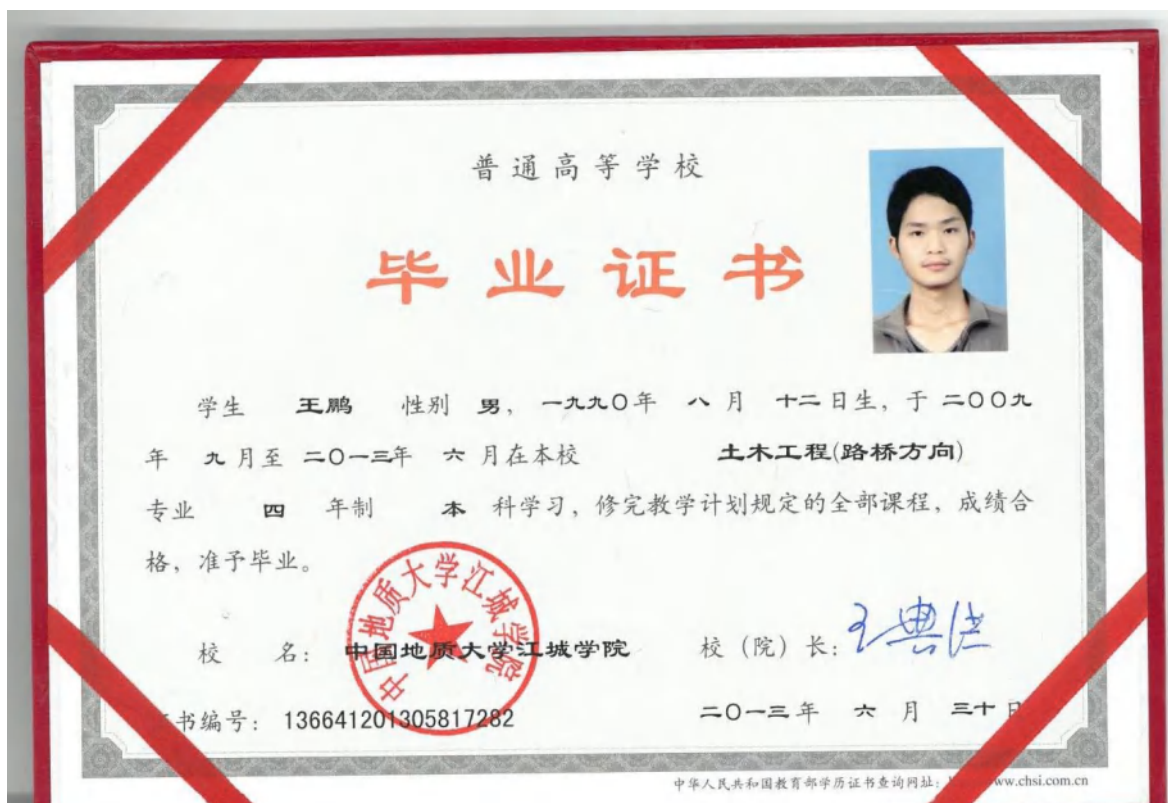 普通高等学校
毕业证书
学生 王鹏 性别 男，一九九〇年 八 月 十二日生，于 二〇〇九
年 九月至 二〇一三年 六 月在本校 土木工程(路桥方向)
专业 四 年制 本 科学习，修完教学计划规定的全部课程，成绩合
格，准予毕业。
中国地质大学江城学院
校 名：中国地质大学江城学院 校（院）长：王典洪
书编号：136641201305817282 二〇一三年 六 月 三十日
中华人民共和国教育部学历证书查询网址：ww.chsi.com.cn